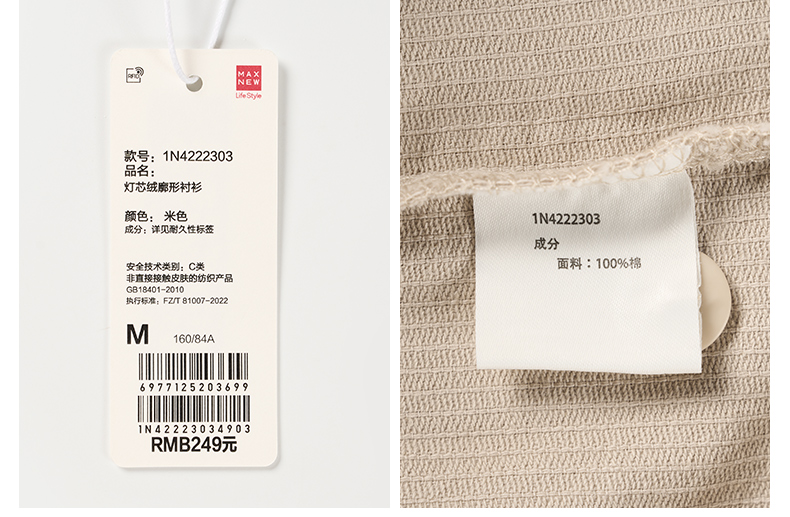 RFID
MAX
NEW
Life Style
款号：1N4222303
品名：
灯芯绒廓形衬衫
颜色：米色
成分：详见耐久性标签
安全技术类别：C类
非直接接触皮肤的纺织产品
GB18401-2010
执行标准：FZ/T 81007-2022
M 160/84A
6977125203699
1N42223034903
RMB249元
1N4222303
成分
面料：100%棉